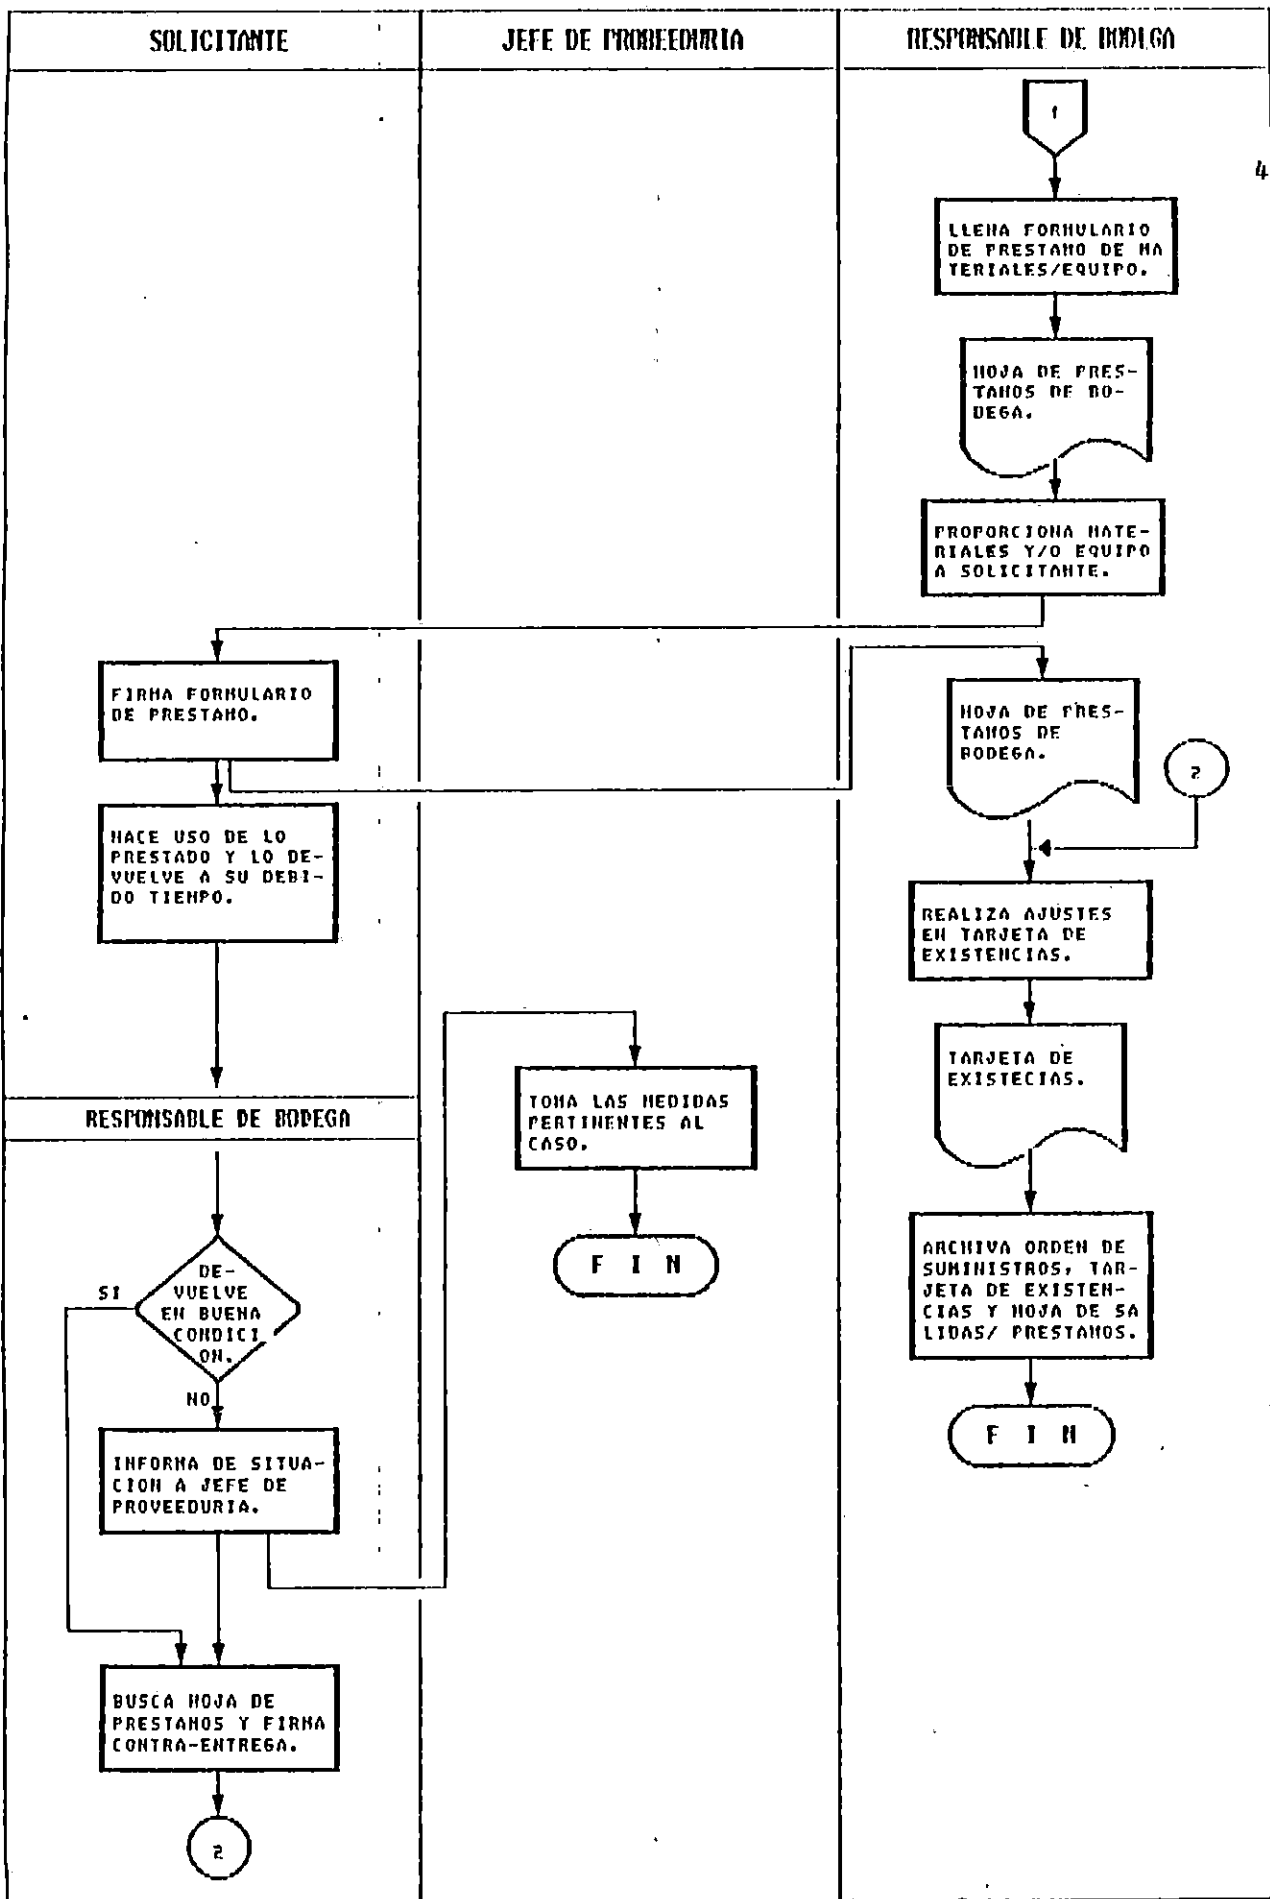 SOLICITANTE
JEFE DE PROBEEDURIA
RESPONSABLE DE BODEGA
1
4
LLENA FORMULARIO
DE PRESTAMO DE MA
TERIALES/EQUIPO.
HOJA DE PRES-
TAMOS DE BO-
DEGA.
PROPORCIONA MATE-
RIALES Y/O EQUIPO
A SOLICITANTE.
FIRMA FORMULARIO
DE PRESTAMO.
HOJA DE PRES-
TAMOS DE
BODEGA.
2
HACE USO DE LO
PRESTADO Y LO DE-
VUELVE A SU DEBI-
DO TIEMPO.
REALIZA AJUSTES
EN TARJETA DE
EXISTENCIAS.
TARJETA DE
EXISTECIAS.
TOMA LAS MEDIDAS
PERTINENTES AL
CASO.
F I N
RESPONSABLE DE BODEGA
DE-
VUELVE
EN BUENA
CONDICI
ON.
SI
NO
ARCHIVA ORDEN DE
SUMINISTROS, TAR-
JETA DE EXISTEN-
CIAS Y HOJA DE SA
LIDAS/ PRESTAMOS.
F I N
INFORMA DE SITUA-
CION A JEFE DE
PROVEEDURIA.
BUSCA HOJA DE
PRESTAMOS Y FIRMA
CONTRA-ENTREGA.
2